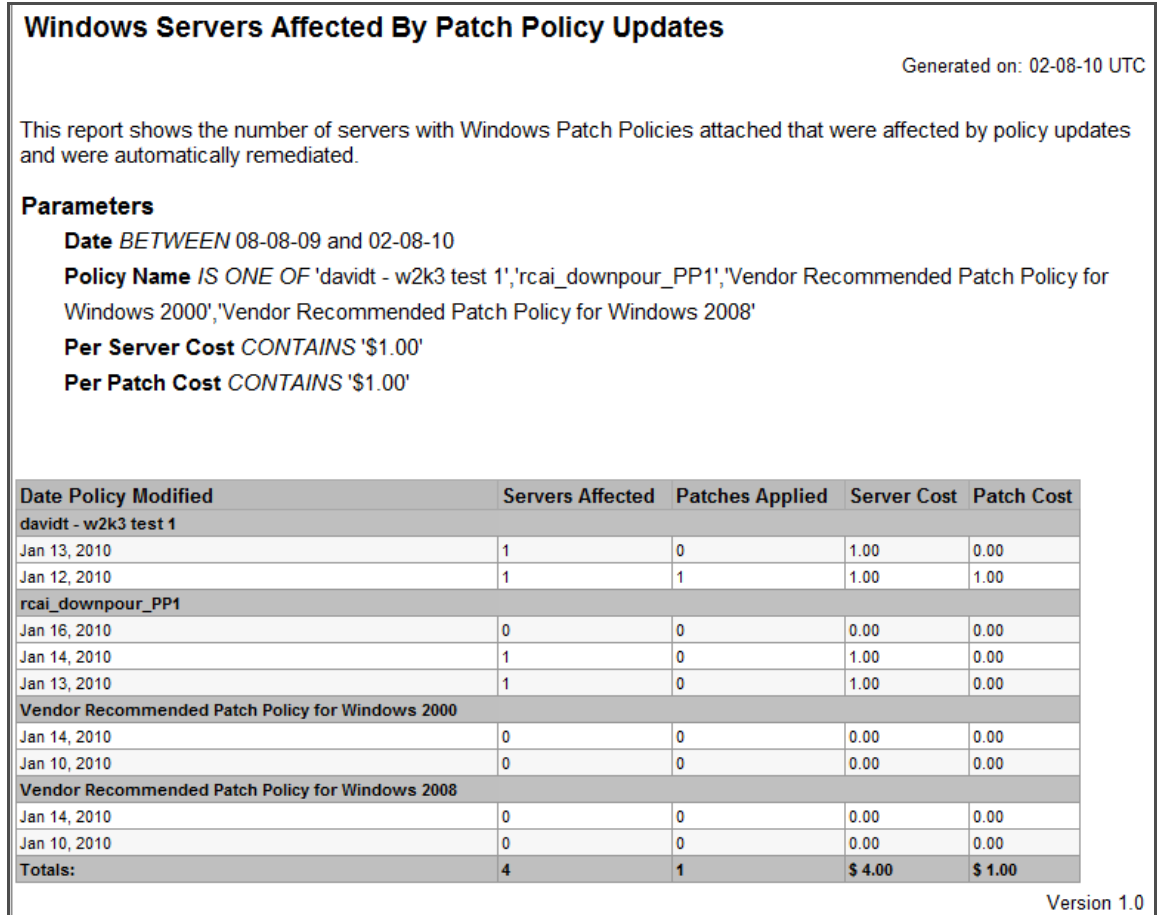 Windows Servers Affected By Patch Policy Updates
Generated on: 02-08-10 UTC
This report shows the number of servers with Windows Patch Policies attached that were affected by policy updates
and were automatically remediated.
Parameters
Date BETWEEN 08-08-09 and 02-08-10
Policy Name IS ONE OF 'davidt - w2k3 test 1','rcai_downpour_PP1','Vendor Recommended Patch Policy for
Windows 2000','Vendor Recommended Patch Policy for Windows 2008'
Per Server Cost CONTAINS '$1.00'
Per Patch Cost CONTAINS '$1.00'
Date Policy Modified Servers Affected Patches Applied Server Cost Patch Cost
davidt - w2k3 test 1
Jan 13, 2010 1 0 1.00 0.00
Jan 12, 2010 1 1 1.00 1.00
rcai_downpour_PP1
Jan 16, 2010 0 0 0.00 0.00
Jan 14, 2010 1 0 1.00 0.00
Jan 13, 2010 1 0 1.00 0.00
Vendor Recommended Patch Policy for Windows 2000
Jan 14, 2010 0 0 0.00 0.00
Jan 10, 2010 0 0 0.00 0.00
Vendor Recommended Patch Policy for Windows 2008
Jan 14, 2010 0 0 0.00 0.00
Jan 10, 2010 0 0 0.00 0.00
Totals: 4 1 $ 4.00 $ 1.00
Version 1.0